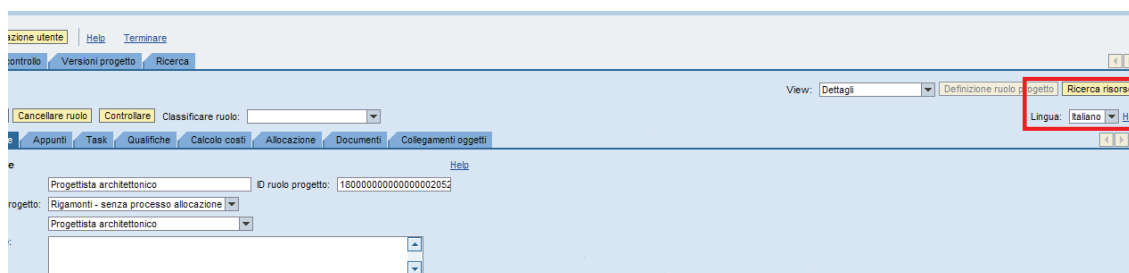 azione utente Help Terminare
controllo Versioni progetto Ricerca
View: Dettagli Definizione ruolo progetto Ricerca risorse
Cancellare ruolo Controllare Classificare ruolo: Lingua: Italiano H
e Appunti Task Qualifiche Calcolo costi Allocazione Documenti Collegamenti oggetti
e Help
Progettista architettonico ID ruolo progetto: 18000000000000002052
rogetto: Rigamonti - senza processo allocazione
Progettista architettonico